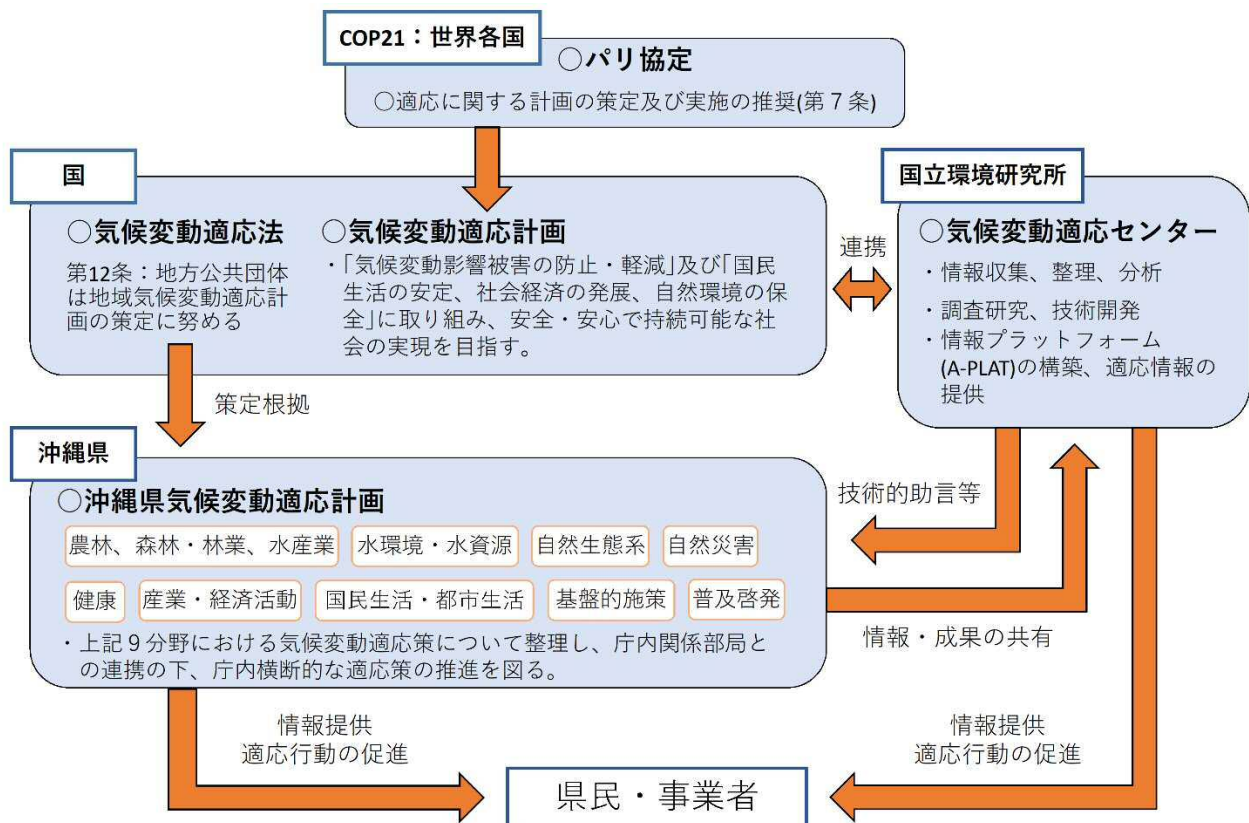 COP21：世界各国
○パリ協定
○適応に関する計画の策定及び実施の推奨(第７条)
国
○気候変動適応法
第12条：地方公共団体
は地域気候変動適応計
画の策定に努める
○気候変動適応計画
・「気候変動影響被害の防止・軽減」及び「国民
生活の安定、社会経済の発展、自然環境の保
全」に取り組み、安全・安心で持続可能な社
会の実現を目指す。
連携
国立環境研究所
○気候変動適応センター
・情報収集、整理、分析
・調査研究、技術開発
・情報プラットフォーム
(A-PLAT)の構築、適応情報の
提供
策定根拠
沖縄県
○沖縄県気候変動適応計画
農林、森林・林業、水産業
水環境・水資源
自然生態系
自然災害
健康
産業・経済活動
国民生活・都市生活
基盤的施策
普及啓発
・上記９分野における気候変動適応策について整理し、庁内関係部局と
の連携の下、庁内横断的な適応策の推進を図る。
技術的助言等
情報・成果の共有
情報提供
適応行動の促進
情報提供
適応行動の促進
県民・事業者